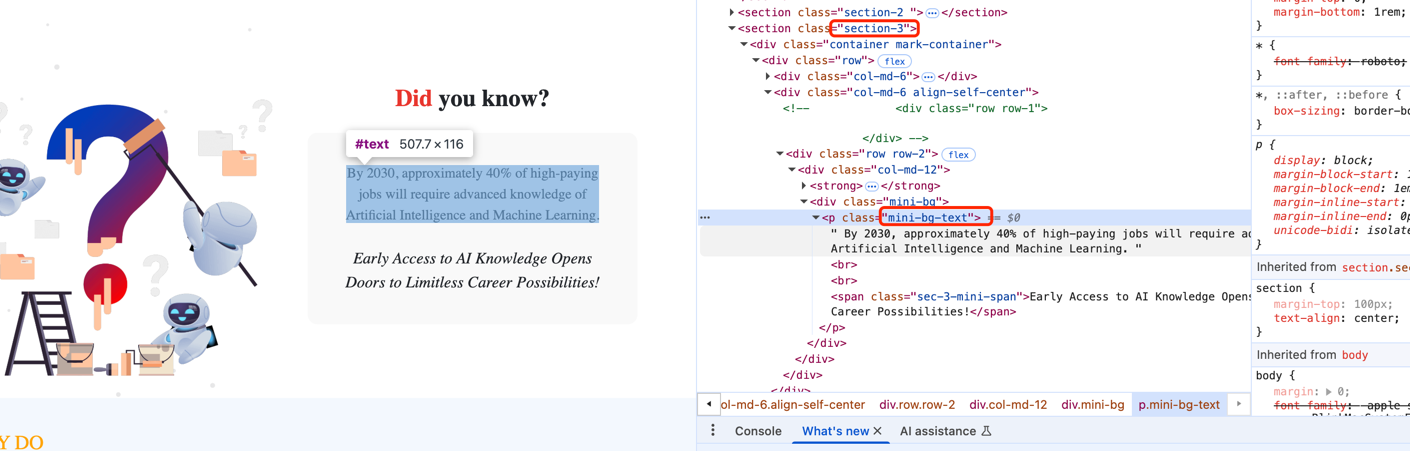 Did you know?
#text 507.7 × 116
By 2030, approximately 40% of high-paying
jobs will require advanced knowledge of
Artificial Intelligence and Machine Learning.
Early Access to AI Knowledge Opens
Doors to Limitless Career Possibilities!
Y DO
<section class="section-2 ">…</section>
<section class="section-3">
<div class="container mark-container">
<div class="row"> flex
<div class="col-md-6">…</div>
<div class="col-md-6 align-self-center">
<!-- <div class="row row-1">
</div> -->
<div class="row row-2"> flex
<div class="col-md-12">
<strong>…</strong>
<div class="mini-bg">
<p class="mini-bg-text"> == $0
" By 2030, approximately 40% of high-paying jobs will require ad
Artificial Intelligence and Machine Learning. "
<br>
<br>
<span class="sec-3-mini-span">Early Access to AI Knowledge Opens
Career Possibilities!</span>
</p>
</div>
</div>
</div>
</div>
ol-md-6.align-self-center div.row.row-2 div.col-md-12 div.mini-bg p.mini-bg-text
Console What's new AI assistance
margin-bottom: 1rem;
}
* {
font-family: roboto;
}
*, ::after, ::before {
box-sizing: border-bo
}
p {
display: block;
margin-block-start: 1
margin-block-end: 1em
margin-inline-start:
margin-inline-end: 0p
unicode-bidi: isolate
}
Inherited from section.sec
section {
margin-top: 100px;
text-align: center;
}
Inherited from body
body {
margin: 0;
font-family: -apple-s